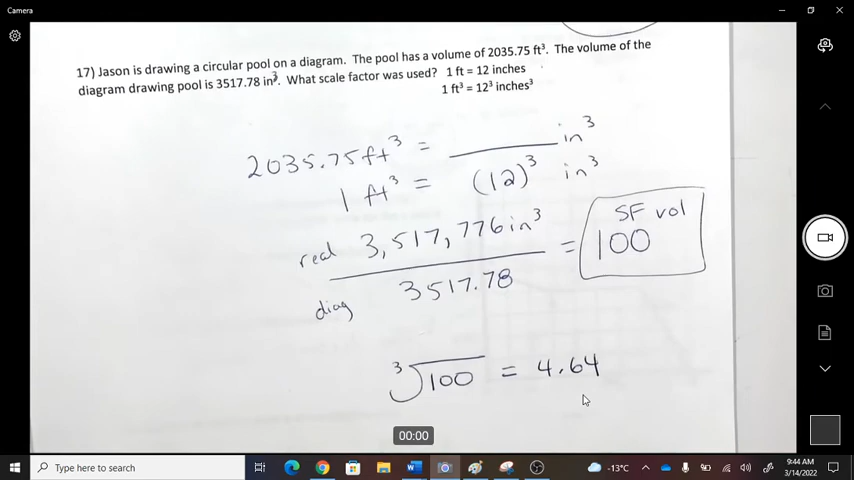 Camera
17) Jason is drawing a circular pool on a diagram. The pool has a volume of 2035.75 ft³. The volume of the
diagram drawing pool is 3517.78 in³. What scale factor was used? 1 ft = 12 inches
1 ft³ = 12³ inches³
2035.75 ft³ = ______ in³
1 ft³ = (12)³ in³
real 3,517,776 in³
diag 3517.78
= 100
SF vol
³√100 = 4.64
00:00
Type here to search
-13°C
9:44 AM
3/14/2022